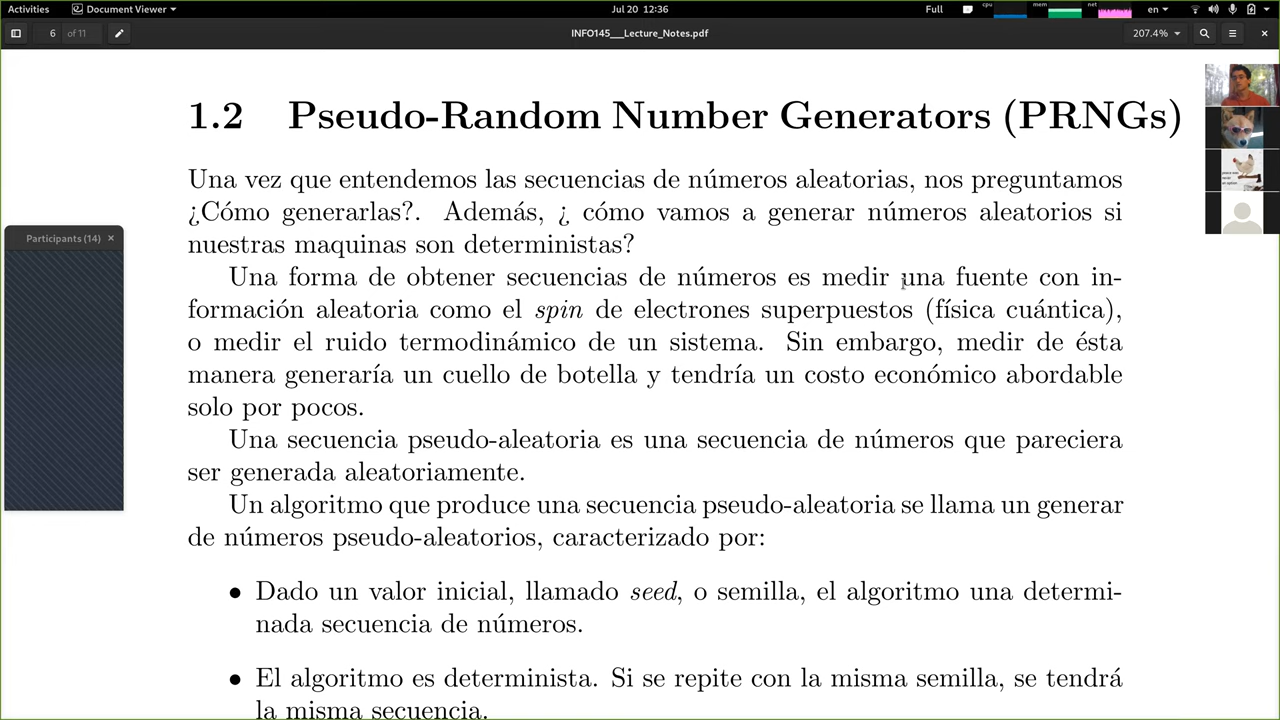 Activities Document Viewer Jul 20 12:36 Full cpu mem net en
6 of 11 INFO145___Lecture_Notes.pdf 207.4%
1.2 Pseudo-Random Number Generators (PRNGs)
Una vez que entendemos las secuencias de números aleatorias, nos preguntamos
¿Cómo generarlas?. Además, ¿ cómo vamos a generar números aleatorios si
nuestras maquinas son deterministas?
Participants (14)
Una forma de obtener secuencias de números es medir una fuente con in-
formación aleatoria como el spin de electrones superpuestos (física cuántica),
o medir el ruido termodinámico de un sistema. Sin embargo, medir de ésta
manera generaría un cuello de botella y tendría un costo económico abordable
solo por pocos.
Una secuencia pseudo-aleatoria es una secuencia de números que pareciera
ser generada aleatoriamente.
Un algoritmo que produce una secuencia pseudo-aleatoria se llama un generar
de números pseudo-aleatorios, caracterizado por:
• Dado un valor inicial, llamado seed, o semilla, el algoritmo una determi-
nada secuencia de números.
• El algoritmo es determinista. Si se repite con la misma semilla, se tendrá
la misma secuencia.